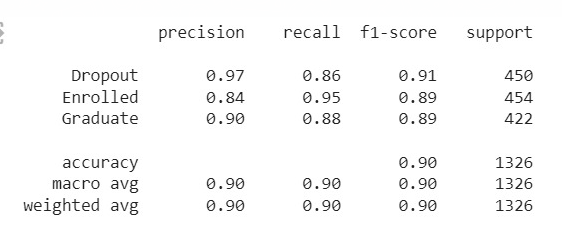 precision recall f1-score support
Dropout 0.97 0.86 0.91 450
Enrolled 0.84 0.95 0.89 454
Graduate 0.90 0.88 0.89 422
accuracy 0.90 1326
macro avg 0.90 0.90 0.90 1326
weighted avg 0.90 0.90 0.90 1326